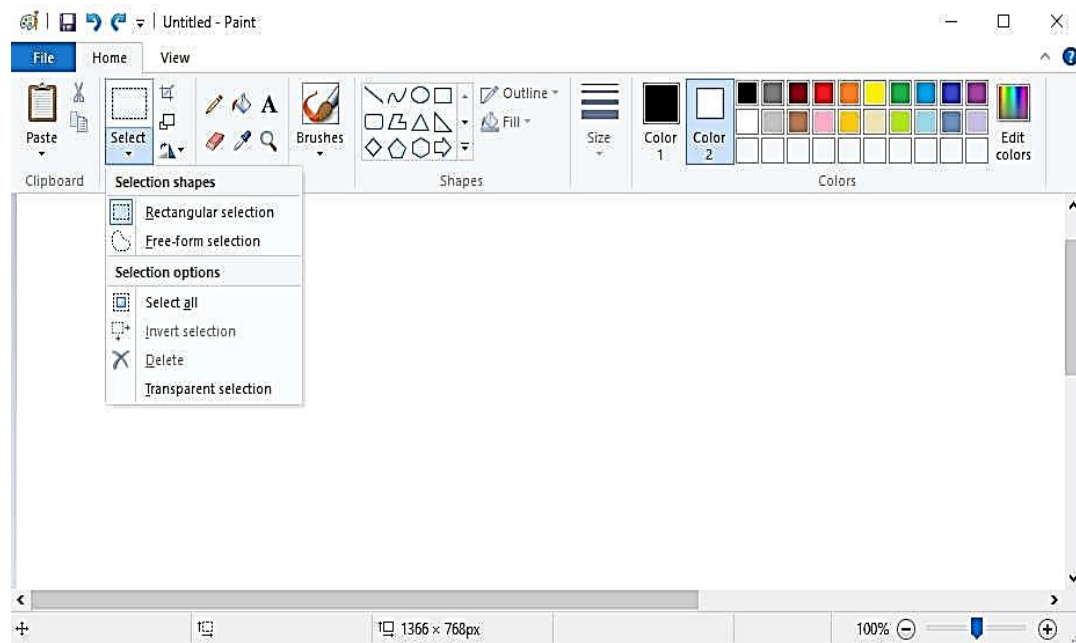 Untitled - Paint
File Home View
Paste
Select
A
Brushes
Outline
Fill
Size
Color 1
Color 2
Edit colors
Clipboard
Shapes
Colors
Selection shapes
Rectangular selection
Free-form selection
Selection options
Select all
Invert selection
Delete
Transparent selection
1366 × 768px
100%